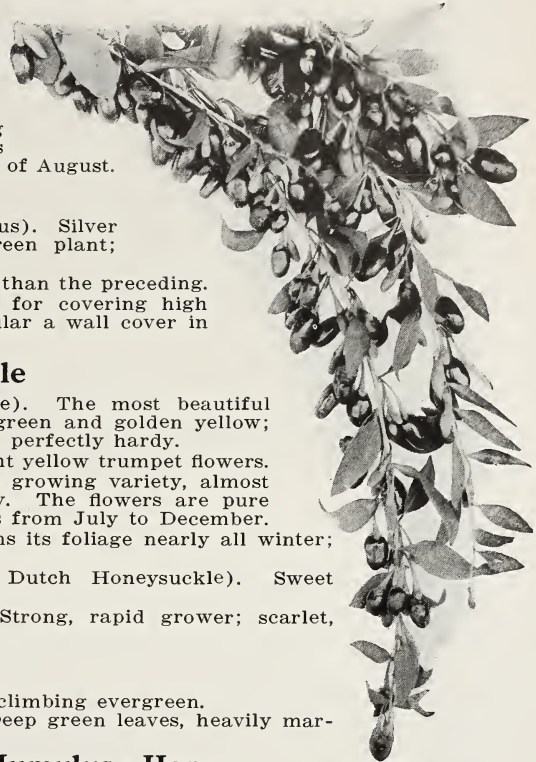 of August.
us). Silver
reen plant;
than the preceding.
for covering high
ular a wall cover in
le
e). The most beautiful
green and golden yellow;
perfectly hardy.
nt yellow trumpet flowers.
growing variety, almost
y. The flowers are pure
s from July to December.
ns its foliage nearly all winter;
Dutch Honeysuckle). Sweet
Strong, rapid grower; scarlet,
climbing evergreen.
eep green leaves, heavily mar-
Humulus Hop